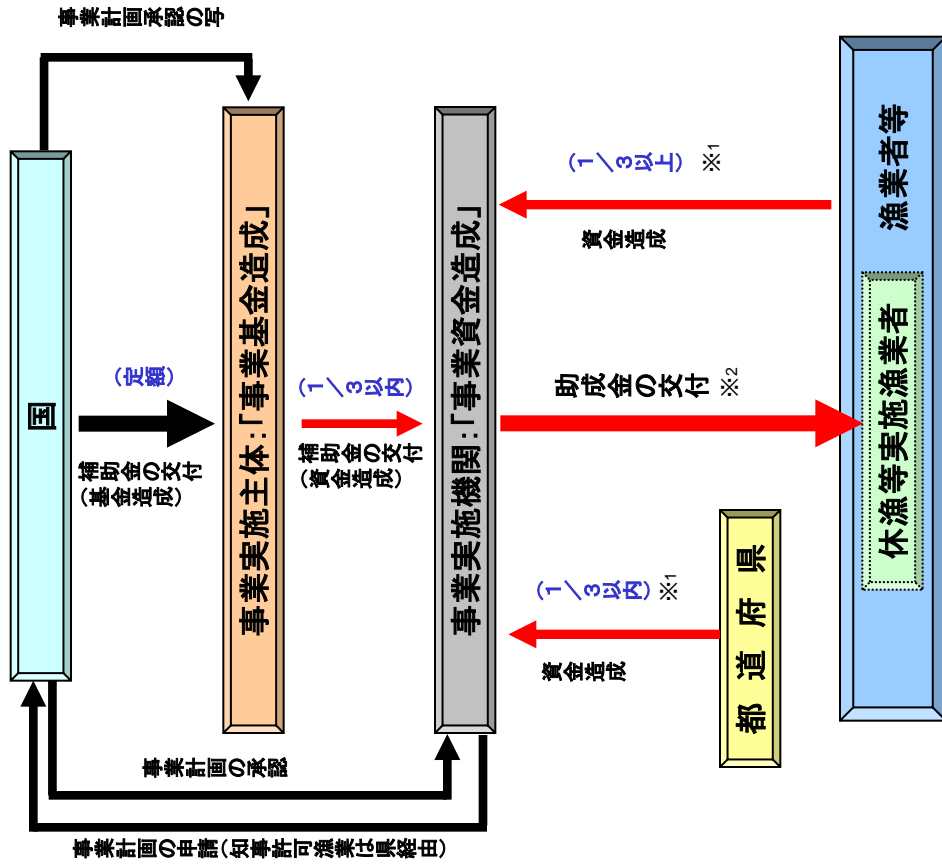 事業計画承認の写
国
(定額)
補助金の交付
(基金造成)
事業実施主体:「事業基金造成」
(1/3以内)
補助金の交付
(資金造成)
事業実施機関:「事業資金造成」
(1/3以上) ※1
資金造成
助成金の交付 ※2
(1/3以内) ※1
資金造成
都道府県
漁業者等
休漁等実施漁業者
事業計画の承認
事業計画の申請(知事許可漁業は県経由)